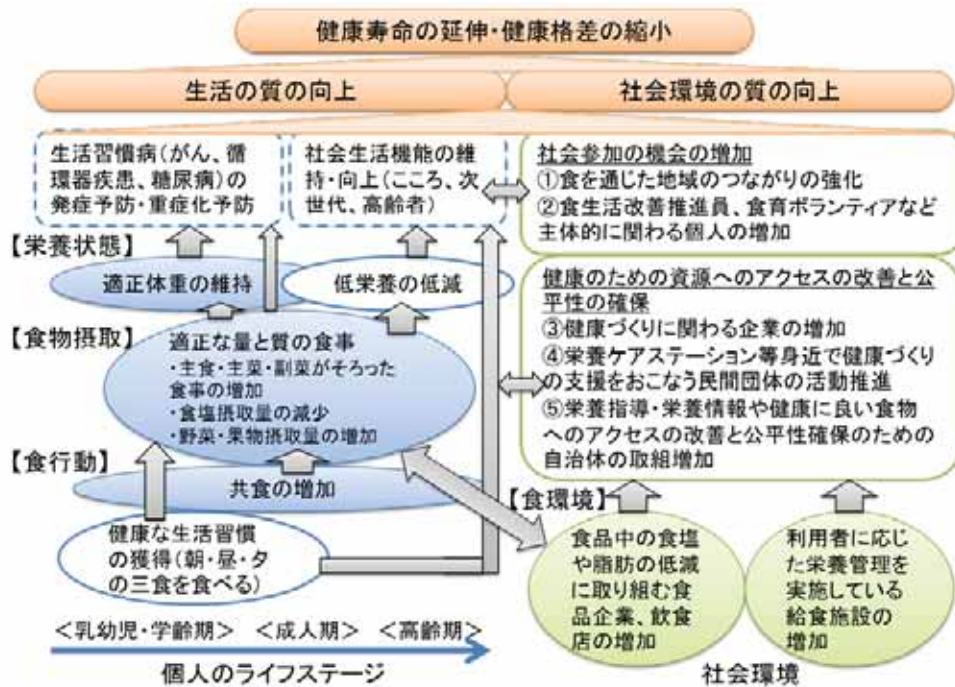 健康寿命の延伸・健康格差の縮小
生活の質の向上
社会環境の質の向上
生活習慣病(がん、循
環器疾患、糖尿病)の
発症予防・重症化予防
社会生活機能の維
持・向上(こころ、次
世代、高齢者)
社会参加の機会の増加
①食を通じた地域のつながりの強化
②食生活改善推進員、食育ボランティアなど
主体的に関わる個人の増加
【栄養状態】
適正体重の維持
低栄養の低減
健康のための資源へのアクセスの改善と公
平性の確保
③健康づくりに関わる企業の増加
④栄養ケアステーション等身近で健康づくり
の支援をおこなう民間団体の活動推進
⑤栄養指導・栄養情報や健康に良い食物
へのアクセスの改善と公平性確保のための
自治体の取組増加
【食物摂取】
適正な量と質の食事
・主食・主菜・副菜がそろった
食事の増加
・食塩摂取量の減少
・野菜・果物摂取量の増加
【食行動】
共食の増加
健康な生活習慣
の獲得(朝・昼・夕
の三食を食べる)
【食環境】
食品中の食塩
や脂肪の低減
に取り組む食
品企業、飲食
店の増加
利用者に応じ
た栄養管理を
実施している
給食施設の
増加
<乳幼児・学齢期>
<成人期>
<高齢期>
個人のライフステージ
社会環境